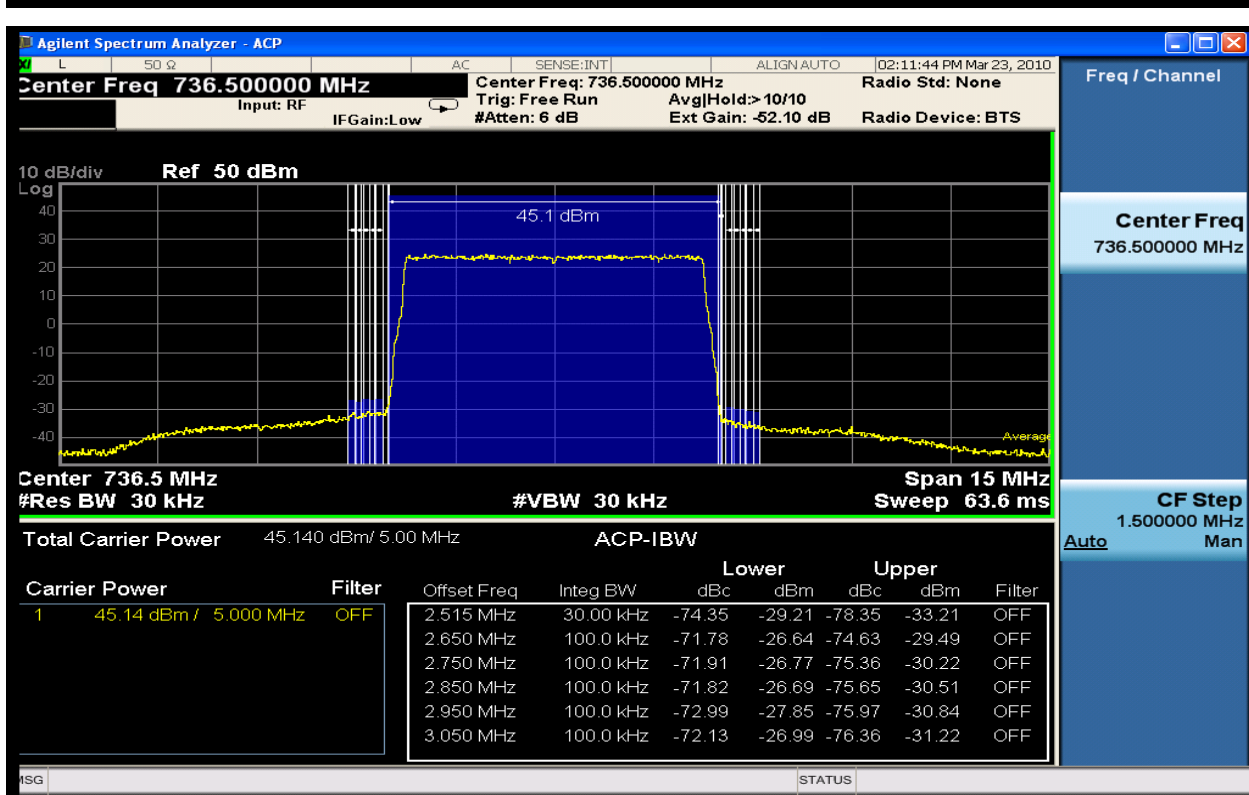 Agilent Spectrum Analyzer - ACP
L 50 Ω AC SENSE:INT ALIGN AUTO 02:11:44 PM Mar 23, 2010
Center Freq 736.500000 MHz
Input: RF
IFGain:Low
Center Freq: 736.500000 MHz
Trig: Free Run Avg|Hold:> 10/10
#Atten: 6 dB Ext Gain: -52.10 dB
Radio Std: None
Radio Device: BTS
10 dB/div Ref 50 dBm
Log
40
30
20
10
0
-10
-20
-30
-40
45.1 dBm
Average
Center 736.5 MHz Span 15 MHz
#Res BW 30 kHz #VBW 30 kHz Sweep 63.6 ms
Total Carrier Power 45.140 dBm/ 5.00 MHz ACP-IBW
Carrier Power Filter
1 45.14 dBm / 5.000 MHz OFF
Lower Upper
Offset Freq Integ BW dBc dBm dBc dBm Filter
2.515 MHz 30.00 kHz -74.35 -29.21 -78.35 -33.21 OFF
2.650 MHz 100.0 kHz -71.78 -26.64 -74.63 -29.49 OFF
2.750 MHz 100.0 kHz -71.91 -26.77 -75.36 -30.22 OFF
2.850 MHz 100.0 kHz -71.82 -26.69 -75.65 -30.51 OFF
2.950 MHz 100.0 kHz -72.99 -27.85 -75.97 -30.84 OFF
3.050 MHz 100.0 kHz -72.13 -26.99 -76.36 -31.22 OFF
MSG STATUS
Freq / Channel
Center Freq
736.500000 MHz
CF Step
1.500000 MHz
Auto Man